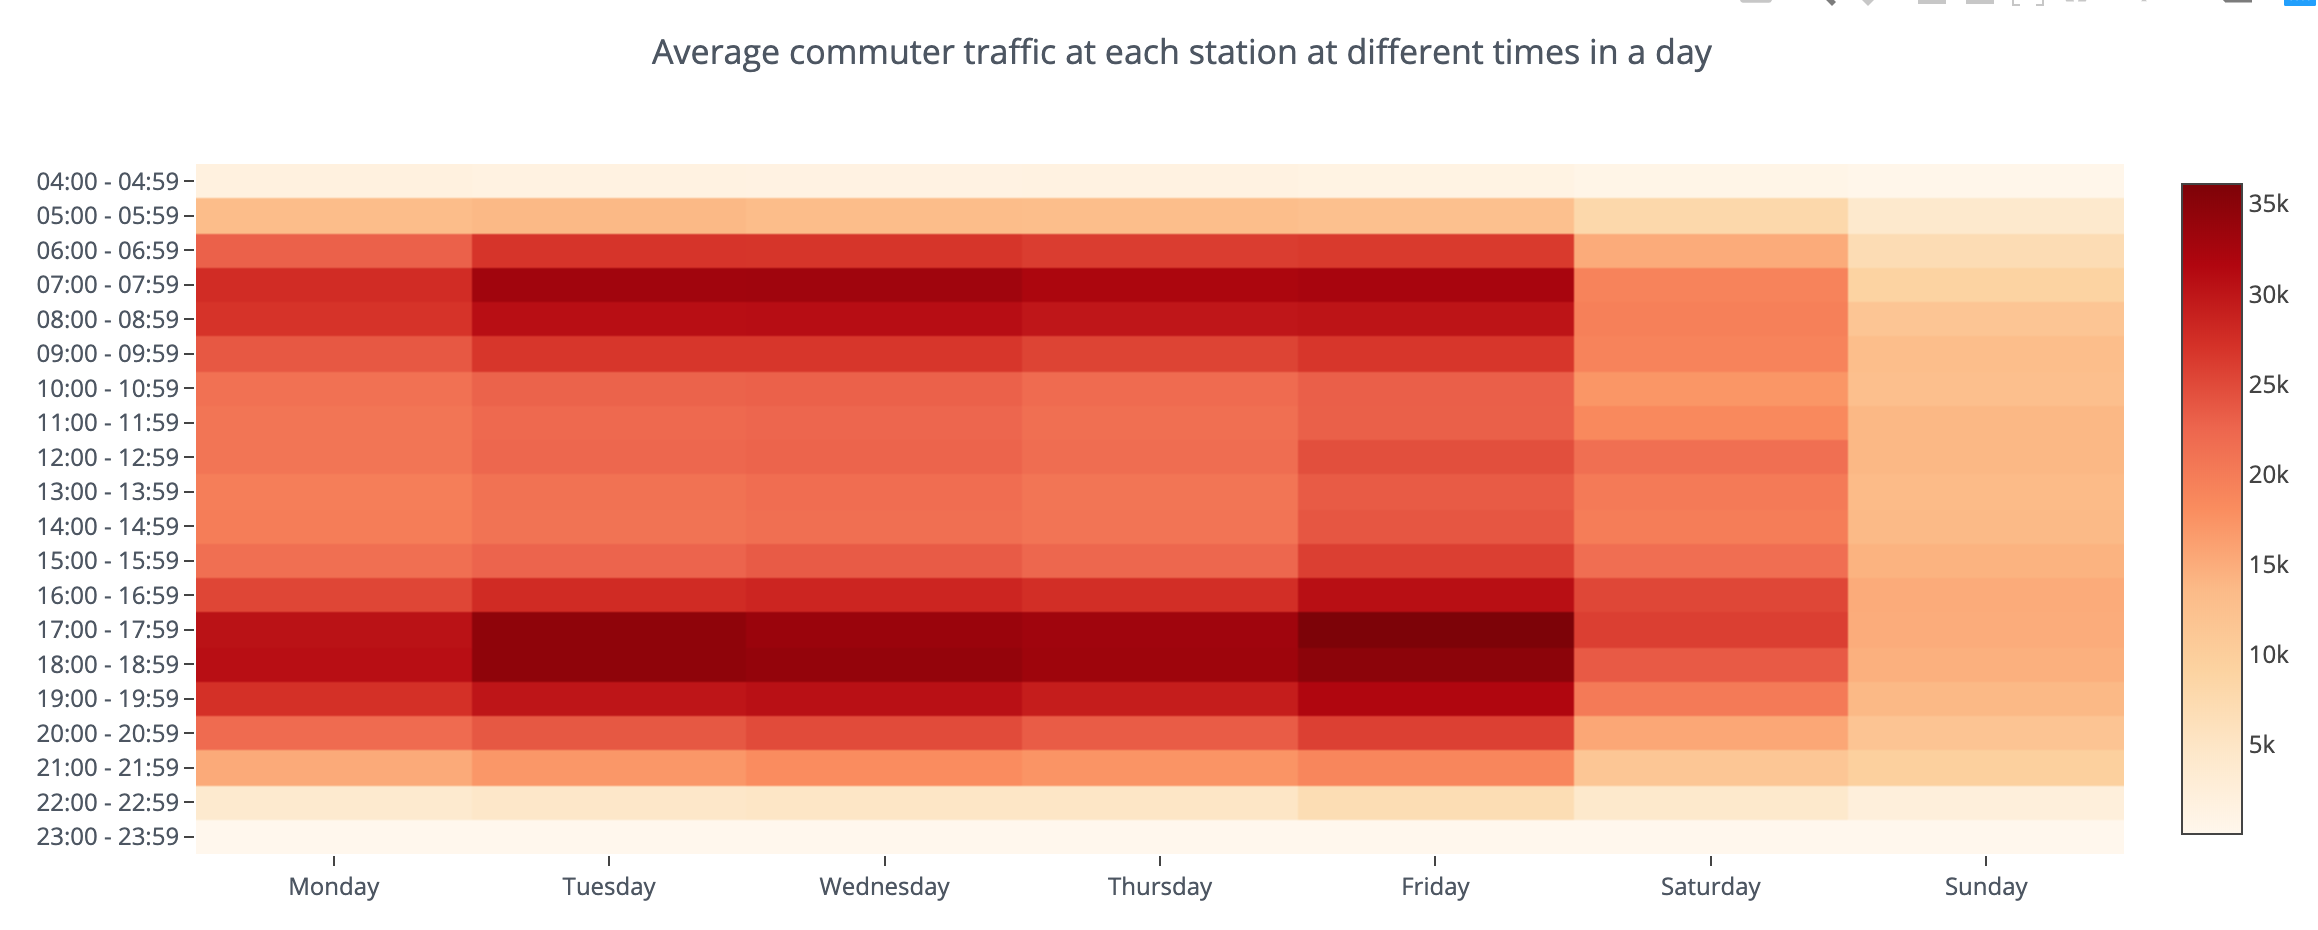 Average commuter traffic at each station at different times in a day
04:00 - 04:59
05:00 - 05:59
06:00 - 06:59
07:00 - 07:59
08:00 - 08:59
09:00 - 09:59
10:00 - 10:59
11:00 - 11:59
12:00 - 12:59
13:00 - 13:59
14:00 - 14:59
15:00 - 15:59
16:00 - 16:59
17:00 - 17:59
18:00 - 18:59
19:00 - 19:59
20:00 - 20:59
21:00 - 21:59
22:00 - 22:59
23:00 - 23:59
Monday Tuesday Wednesday Thursday Friday Saturday Sunday
35k
30k
25k
20k
15k
10k
5k